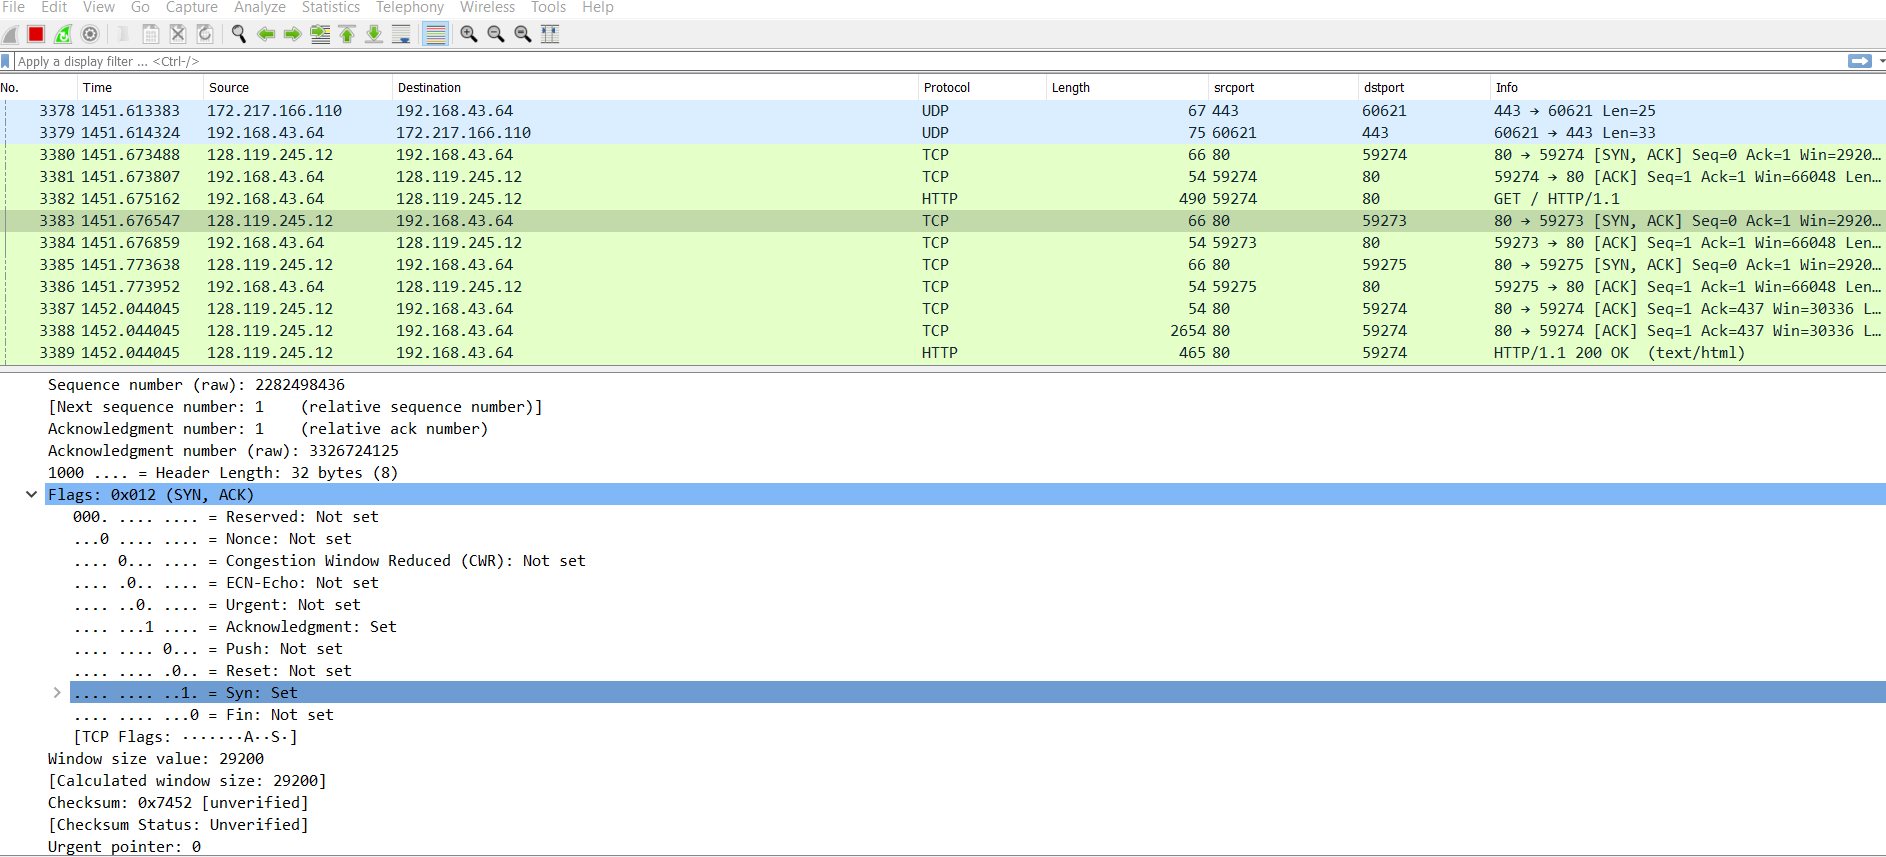 File Edit View Go Capture Analyze Statistics Telephony Wireless Tools Help
Apply a display filter ... <Ctrl-/>
No. Time Source Destination Protocol Length srcport dstport Info
3378 1451.613383 172.217.166.110 192.168.43.64 UDP 67 443 60621 443 → 60621 Len=25
3379 1451.614324 192.168.43.64 172.217.166.110 UDP 75 60621 443 60621 → 443 Len=33
3380 1451.673488 128.119.245.12 192.168.43.64 TCP 66 80 59274 80 → 59274 [SYN, ACK] Seq=0 Ack=1 Win=2920…
3381 1451.673807 192.168.43.64 128.119.245.12 TCP 54 59274 80 59274 → 80 [ACK] Seq=1 Ack=1 Win=66048 Len…
3382 1451.675162 192.168.43.64 128.119.245.12 HTTP 490 59274 80 GET / HTTP/1.1
3383 1451.676547 128.119.245.12 192.168.43.64 TCP 66 80 59273 80 → 59273 [SYN, ACK] Seq=0 Ack=1 Win=2920…
3384 1451.676859 192.168.43.64 128.119.245.12 TCP 54 59273 80 59273 → 80 [ACK] Seq=1 Ack=1 Win=66048 Len…
3385 1451.773638 128.119.245.12 192.168.43.64 TCP 66 80 59275 80 → 59275 [SYN, ACK] Seq=0 Ack=1 Win=2920…
3386 1451.773952 192.168.43.64 128.119.245.12 TCP 54 59275 80 59275 → 80 [ACK] Seq=1 Ack=1 Win=66048 Len…
3387 1452.044045 128.119.245.12 192.168.43.64 TCP 54 80 59274 80 → 59274 [ACK] Seq=1 Ack=437 Win=30336 L…
3388 1452.044045 128.119.245.12 192.168.43.64 TCP 2654 80 59274 80 → 59274 [ACK] Seq=1 Ack=437 Win=30336 L…
3389 1452.044045 128.119.245.12 192.168.43.64 HTTP 465 80 59274 HTTP/1.1 200 OK (text/html)
Sequence number (raw): 2282498436
[Next sequence number: 1 (relative sequence number)]
Acknowledgment number: 1 (relative ack number)
Acknowledgment number (raw): 3326724125
1000 .... = Header Length: 32 bytes (8)
Flags: 0x012 (SYN, ACK)
000. .... .... = Reserved: Not set
...0 .... .... = Nonce: Not set
.... 0... .... = Congestion Window Reduced (CWR): Not set
.... .0.. .... = ECN-Echo: Not set
.... ..0. .... = Urgent: Not set
.... ...1 .... = Acknowledgment: Set
.... .... 0... = Push: Not set
.... .... .0.. = Reset: Not set
.... .... ..1. = Syn: Set
.... .... ...0 = Fin: Not set
[TCP Flags: ·······A··S·]
Window size value: 29200
[Calculated window size: 29200]
Checksum: 0x7452 [unverified]
[Checksum Status: Unverified]
Urgent pointer: 0